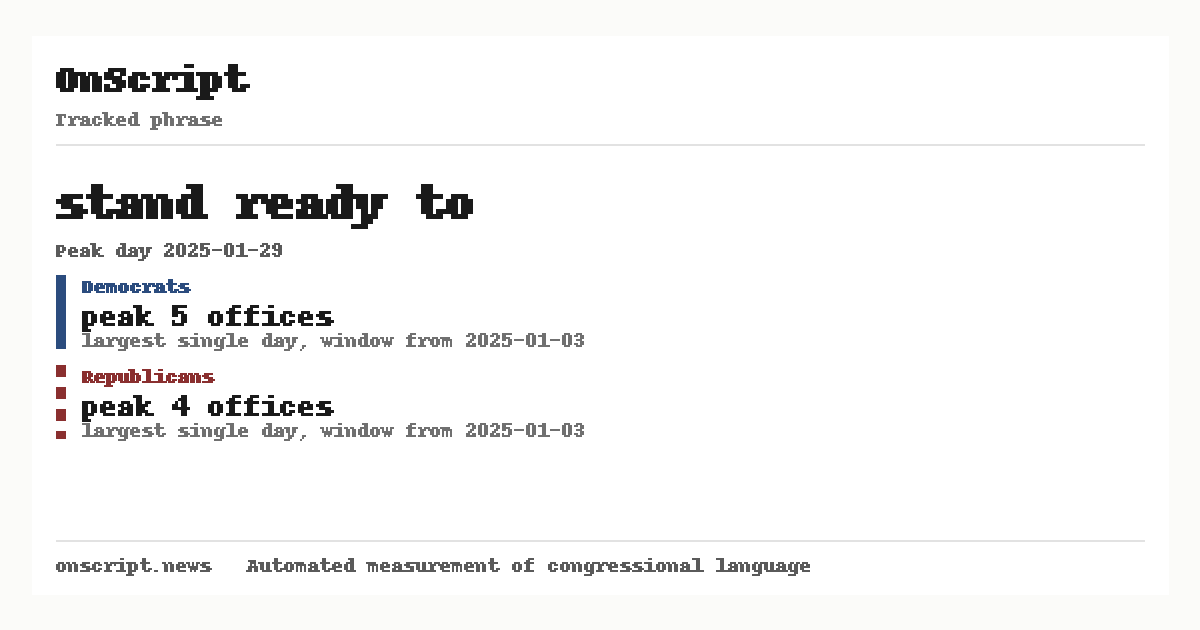 OnScript
Tracked phrase
stand ready to
Peak day 2025-01-29
Democrats
peak 5 offices
largest single day, window from 2025-01-03
Republicans
peak 4 offices
largest single day, window from 2025-01-03
onscript.news Automated measurement of congressional language